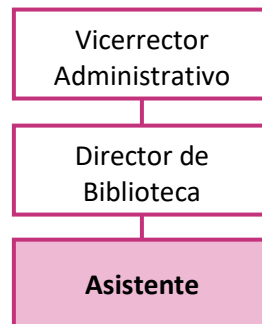 Vicerrector
Administrativo
Director de
Biblioteca
Asistente